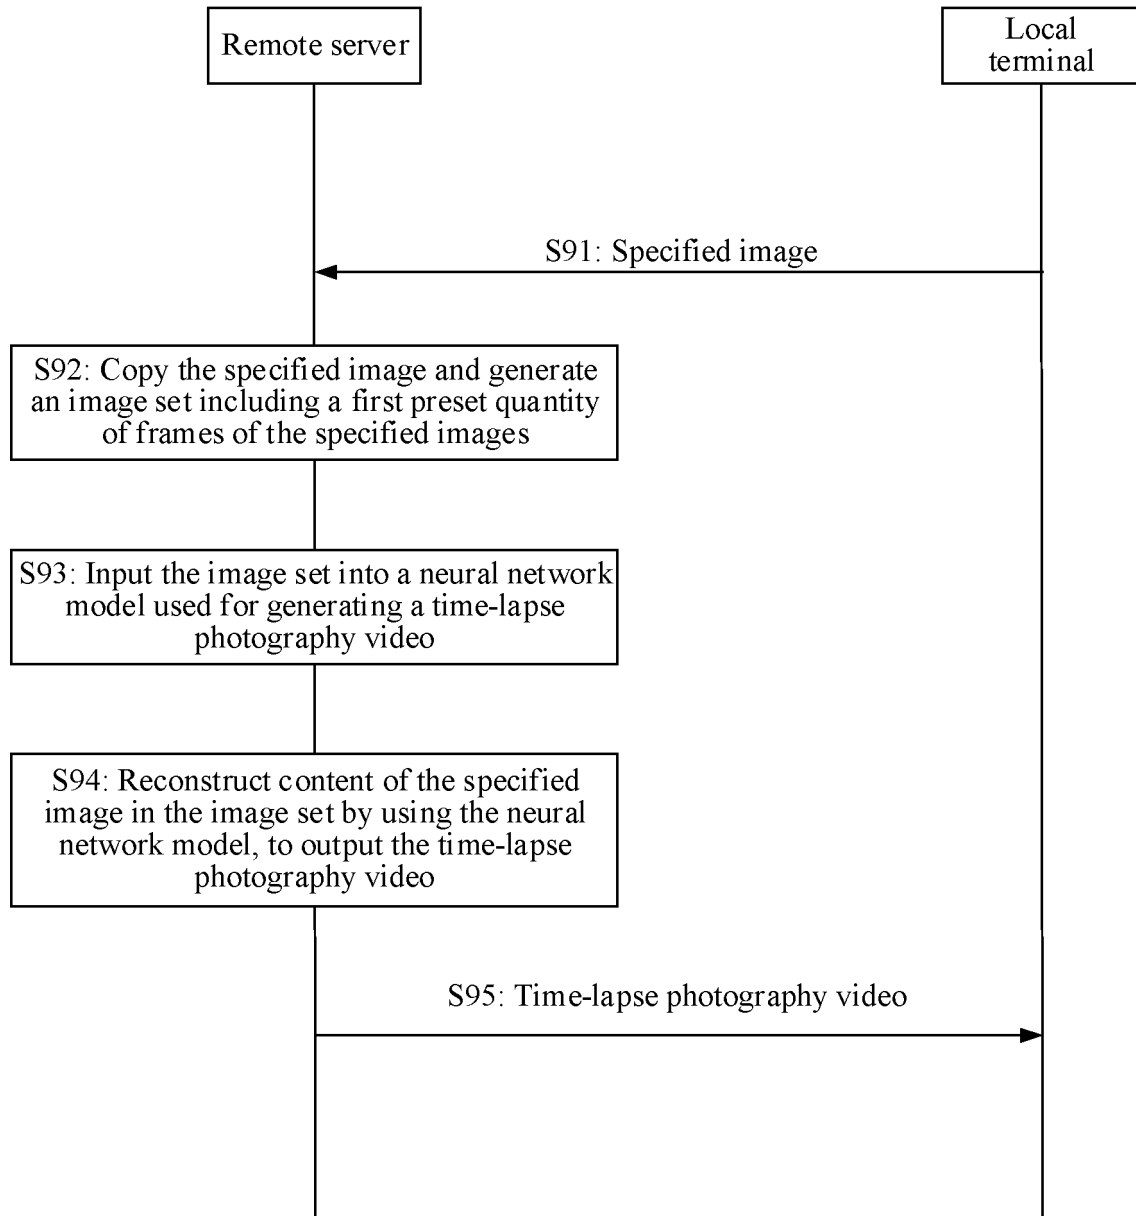 Remote server
Local
terminal
S91: Specified image
S92: Copy the specified image and generate
an image set including a first preset quantity
of frames of the specified images
S93: Input the image set into a neural network
model used for generating a time-lapse
photography video
S94: Reconstruct content of the specified
image in the image set by using the neural
network model, to output the time-lapse
photography video
S95: Time-lapse photography video